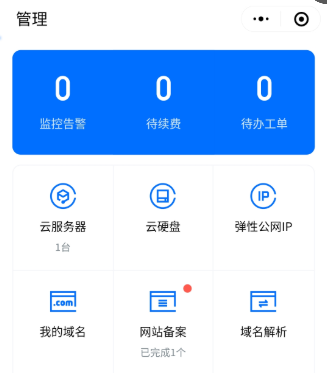 管理
0 0 0
监控告警 待续费 待办工单
IP
云服务器 云硬盘 弹性公网IP
1台
.com
我的域名 网站备案 域名解析
已完成1个